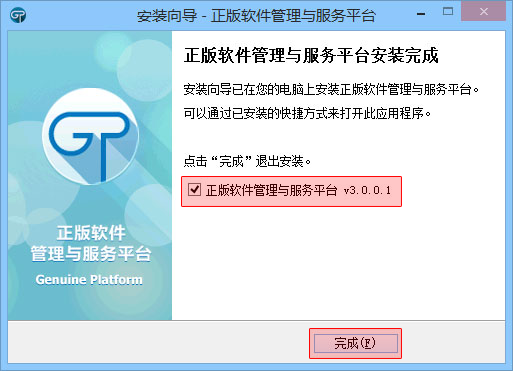 安装向导 - 正版软件管理与服务平台
正版软件管理与服务平台安装完成
安装向导已在您的电脑上安装正版软件管理与服务平台。
可以通过已安装的快捷方式来打开此应用程序。
点击“完成”退出安装。
正版软件管理与服务平台 v3.0.0.1
GP
正版软件
管理与服务平台
Genuine Platform
完成(F)